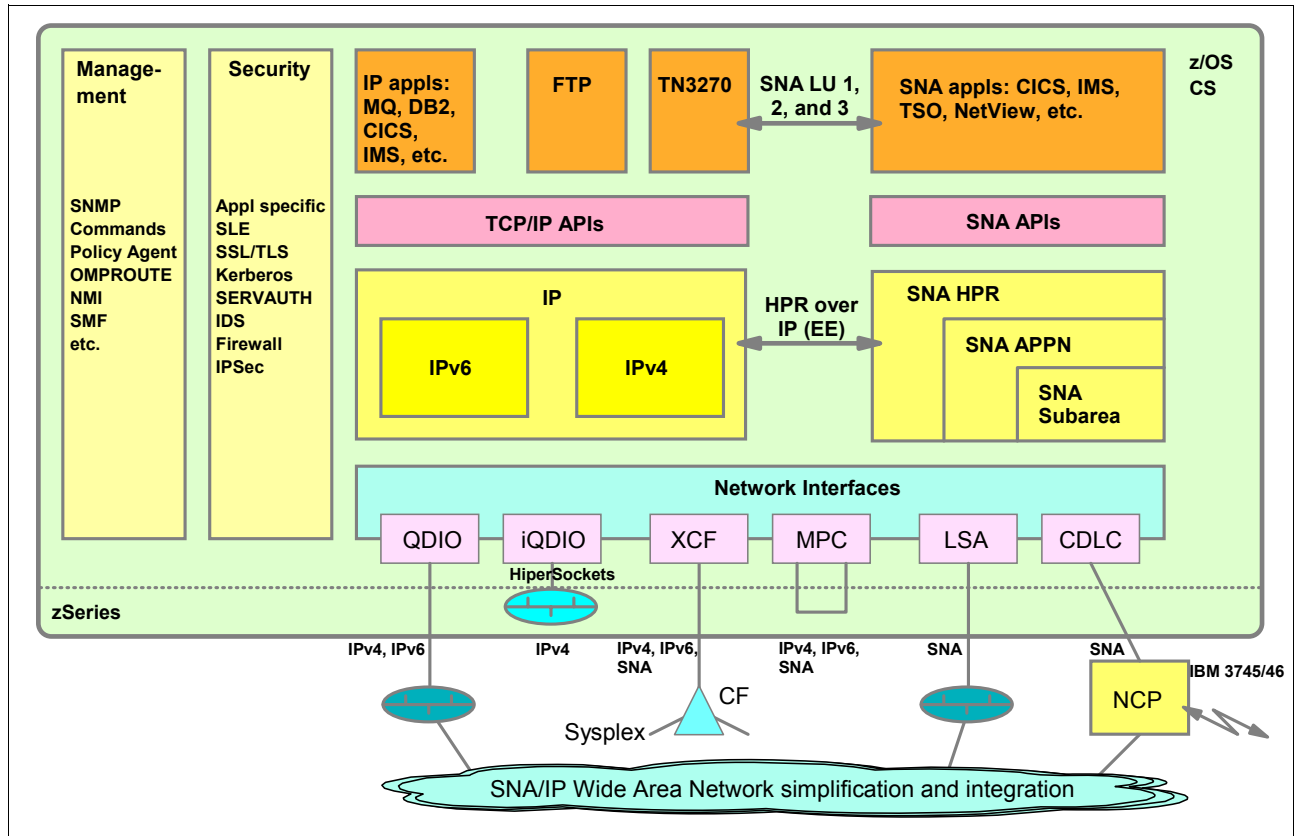 Manage-
ment
SNMP
Commands
Policy Agent
OMPROUTE
NMI
SMF
etc.
Security
Appl specific
SLE
SSL/TLS
Kerberos
SERVAUTH
IDS
Firewall
IPSec
IP appls:
MQ, DB2,
CICS,
IMS, etc.
FTP
TN3270
SNA LU 1,
2, and 3
SNA appls: CICS, IMS,
TSO, NetView, etc.
z/OS
CS
TCP/IP APIs
SNA APIs
IP
IPv6
IPv4
HPR over
IP (EE)
SNA HPR
SNA APPN
SNA
Subarea
Network Interfaces
QDIO
iQDIO
XCF
MPC
LSA
CDLC
HiperSockets
zSeries
IPv4, IPv6
IPv4
IPv4, IPv6,
SNA
IPv4, IPv6,
SNA
SNA
SNA
IBM 3745/46
NCP
CF
Sysplex
SNA/IP Wide Area Network simplification and integration